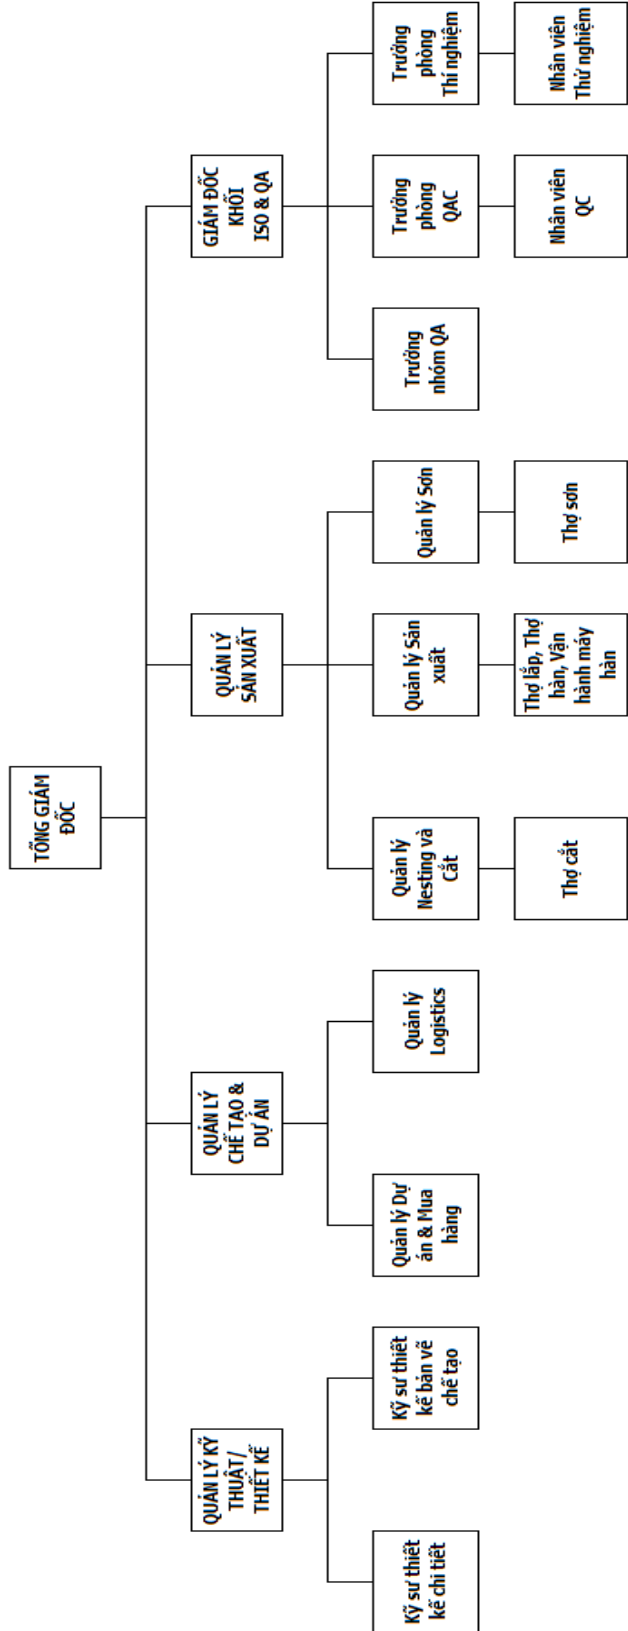 TỔNG GIÁM
ĐỐC
QUẢN LÝ KỸ
THUẬT/
THIẾT KẾ
QUẢN LÝ
CHẾ TẠO &
DỰ ÁN
QUẢN LÝ
SẢN XUẤT
GIÁM ĐỐC
KHỐI
ISO & QA
Kỹ sư thiết
kế chi tiết
Kỹ sư thiết
kế bản vẽ
chế tạo
Quản lý Dự
án & Mua
hàng
Quản lý
Logistics
Quản lý
Nesting và
Cắt
Quản lý Sản
xuất
Quản lý Sơn
Trưởng
nhóm QA
Trưởng
phòng
QAC
Trưởng
phòng
Thí nghiệm
Thợ cắt
Thợ lắp, Thợ
hàn, Vận
hành máy
hàn
Thợ sơn
Nhân viên
QC
Nhân viên
Thử nghiệm